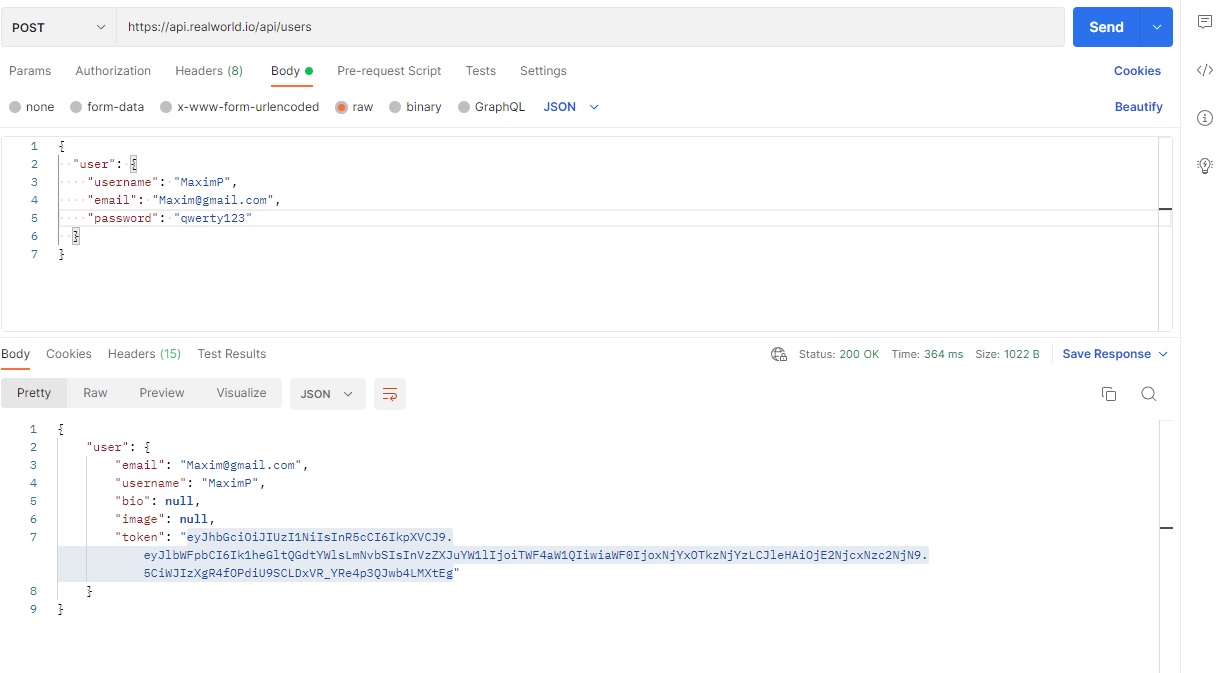 POST https://api.realworld.io/api/users Send
Params Authorization Headers (8) Body Pre-request Script Tests Settings Cookies
none form-data x-www-form-urlencoded raw binary GraphQL JSON Beautify
1 {
2 "user": {
3 "username": "MaximP",
4 "email": "Maxim@gmail.com",
5 "password": "qwerty123"
6 }
7 }
Body Cookies Headers (15) Test Results Status: 200 OK Time: 364 ms Size: 1022 B Save Response
Pretty Raw Preview Visualize JSON
1 {
2 "user": {
3 "email": "Maxim@gmail.com",
4 "username": "MaximP",
5 "bio": null,
6 "image": null,
7 "token": "eyJhbGciOiJIUzI1NiIsInR5cCI6IkpXVCJ9.
eyJlbWFpbCI6Ik1heGltQGdtYWlsLmNvbSIsInVzZXJuYW1lIjoiTWF4aW1QIiwiaWF0IjoxNjYxOTkzNjYzLCJleHAiOjE2NjcxNzc2NjN9.
5CiWJIzXgR4fOPdiU9SCLDxVR_YRe4p3QJwb4LMXtEg"
8 }
9 }